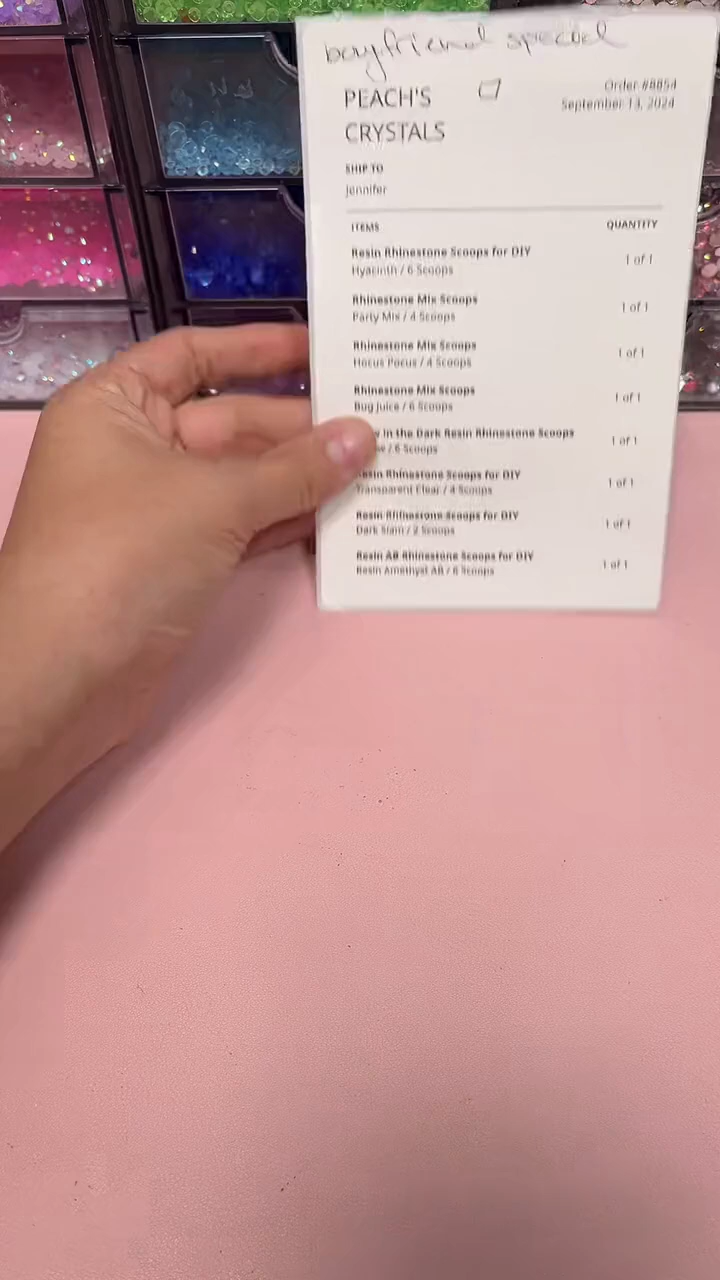 boyfriend special
PEACH'S
CRYSTALS
Order #8854
September 13, 2024
SHIP TO
Jennifer
ITEMS QUANTITY
Resin Rhinestone Scoops for DIY 1 of 1
Hyacinth / 6 Scoops
Rhinestone Mix Scoops 1 of 1
Party Mix / 4 Scoops
Rhinestone Mix Scoops 1 of 1
Hocus Pocus / 4 Scoops
Rhinestone Mix Scoops 1 of 1
Bug Juice / 6 Scoops
in the Dark Resin Rhinestone Scoops 1 of 1
/ 6 Scoops
Resin Rhinestone Scoops for DIY 1 of 1
Transparent Clear / 4 Scoops
Resin Rhinestone Scoops for DIY 1 of 1
Dark Siam / 2 Scoops
Resin AB Rhinestone Scoops for DIY 1 of 1
Resin Amethyst AB / 6 Scoops